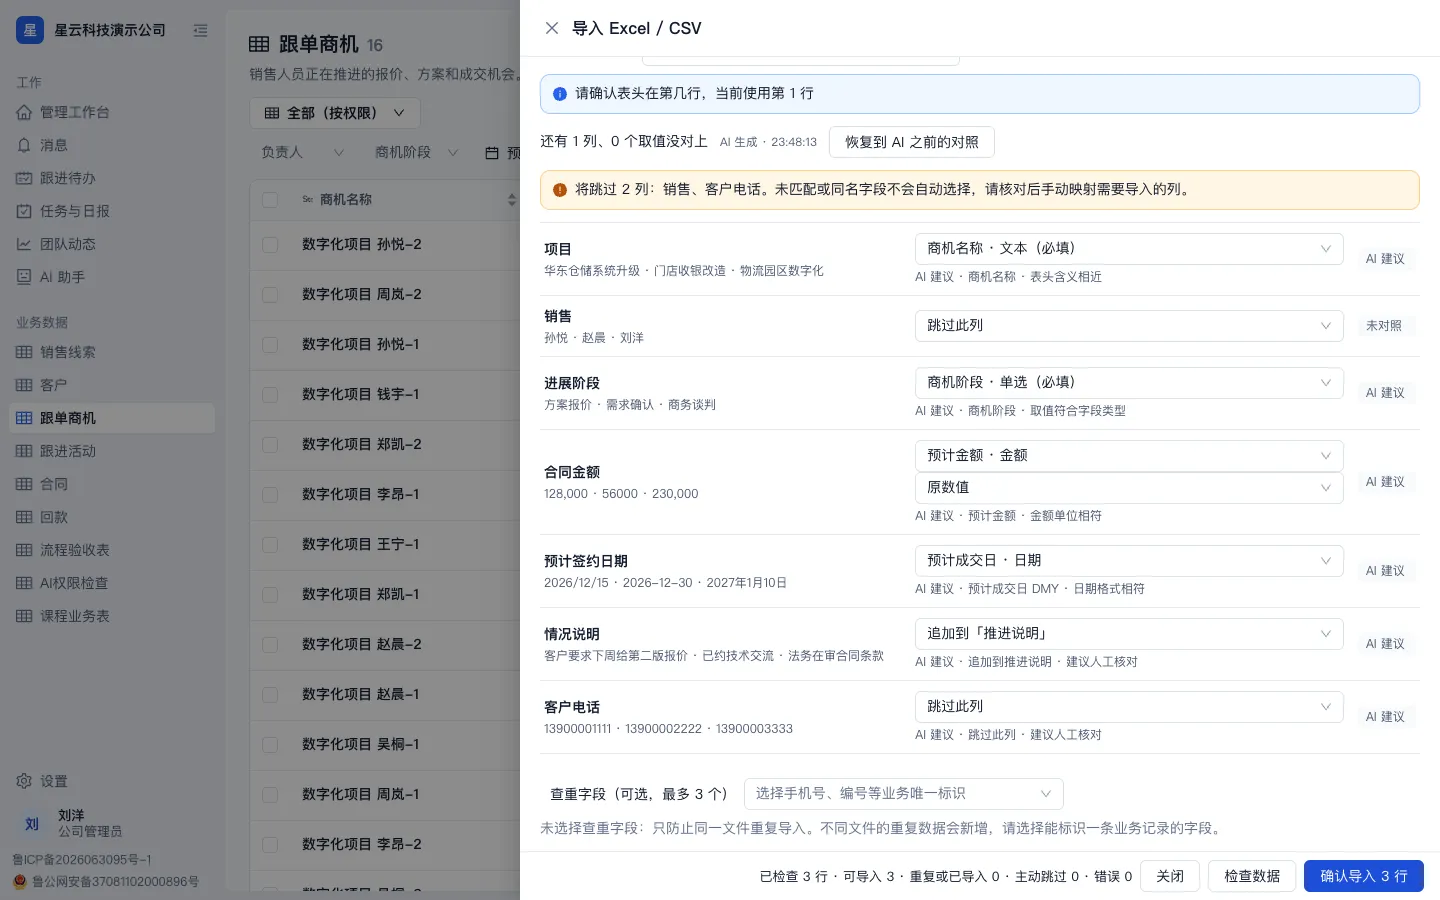 星 星云科技演示公司
工作
管理工作台
消息
跟进待办
任务与日报
团队动态
AI 助手
业务数据
销售线索
客户
跟单商机
跟进活动
合同
回款
流程验收表
AI权限检查
课程业务表
设置
刘 刘洋
公司管理员
鲁ICP备2026063095号-1
鲁公网安备37081102000896号
跟单商机 16
销售人员正在推进的报价、方案和成交机会。
全部（按权限）
负责人 商机阶段 预
商机名称
数字化项目 孙悦-2
数字化项目 周岚-2
数字化项目 孙悦-1
数字化项目 钱宇-1
数字化项目 郑凯-2
数字化项目 李昂-1
数字化项目 王宁-1
数字化项目 郑凯-1
数字化项目 赵晨-2
数字化项目 赵晨-1
数字化项目 吴桐-1
数字化项目 周岚-1
数字化项目 李昂-2
导入 Excel / CSV
请确认表头在第几行，当前使用第 1 行
还有 1 列、0 个取值没对上 AI 生成 · 23:48:13 恢复到 AI 之前的对照
将跳过 2 列：销售、客户电话。未匹配或同名字段不会自动选择，请核对后手动映射需要导入的列。
项目
华东仓储系统升级 · 门店收银改造 · 物流园区数字化
商机名称 · 文本（必填）
AI 建议 · 商机名称 · 表头含义相近
AI 建议
销售
孙悦 · 赵晨 · 刘洋
跳过此列
未对照
进展阶段
方案报价 · 需求确认 · 商务谈判
商机阶段 · 单选（必填）
AI 建议 · 商机阶段 · 取值符合字段类型
AI 建议
合同金额
128,000 · 56000 · 230,000
预计金额 · 金额
原数值
AI 建议 · 预计金额 · 金额单位相符
AI 建议
预计签约日期
2026/12/15 · 2026-12-30 · 2027年1月10日
预计成交日 · 日期
AI 建议 · 预计成交日 DMY · 日期格式相符
AI 建议
情况说明
客户要求下周给第二版报价 · 已约技术交流 · 法务在审合同条款
追加到「推进说明」
AI 建议 · 追加到推进说明 · 建议人工核对
AI 建议
客户电话
13900001111 · 13900002222 · 13900003333
跳过此列
AI 建议 · 跳过此列 · 建议人工核对
AI 建议
查重字段（可选，最多 3 个） 选择手机号、编号等业务唯一标识
未选择查重字段：只防止同一文件重复导入。不同文件的重复数据会新增，请选择能标识一条业务记录的字段。
已检查 3 行 · 可导入 3 · 重复或已导入 0 · 主动跳过 0 · 错误 0 关闭 检查数据 确认导入 3 行